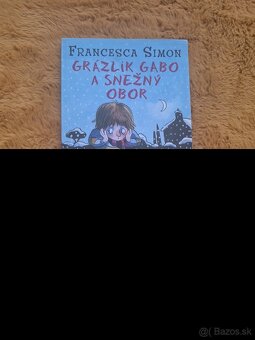 FRANCESCA SIMON
GRÁZLIK GABO
A SNEŽNÝ
OBOR
@ Bazos.sk